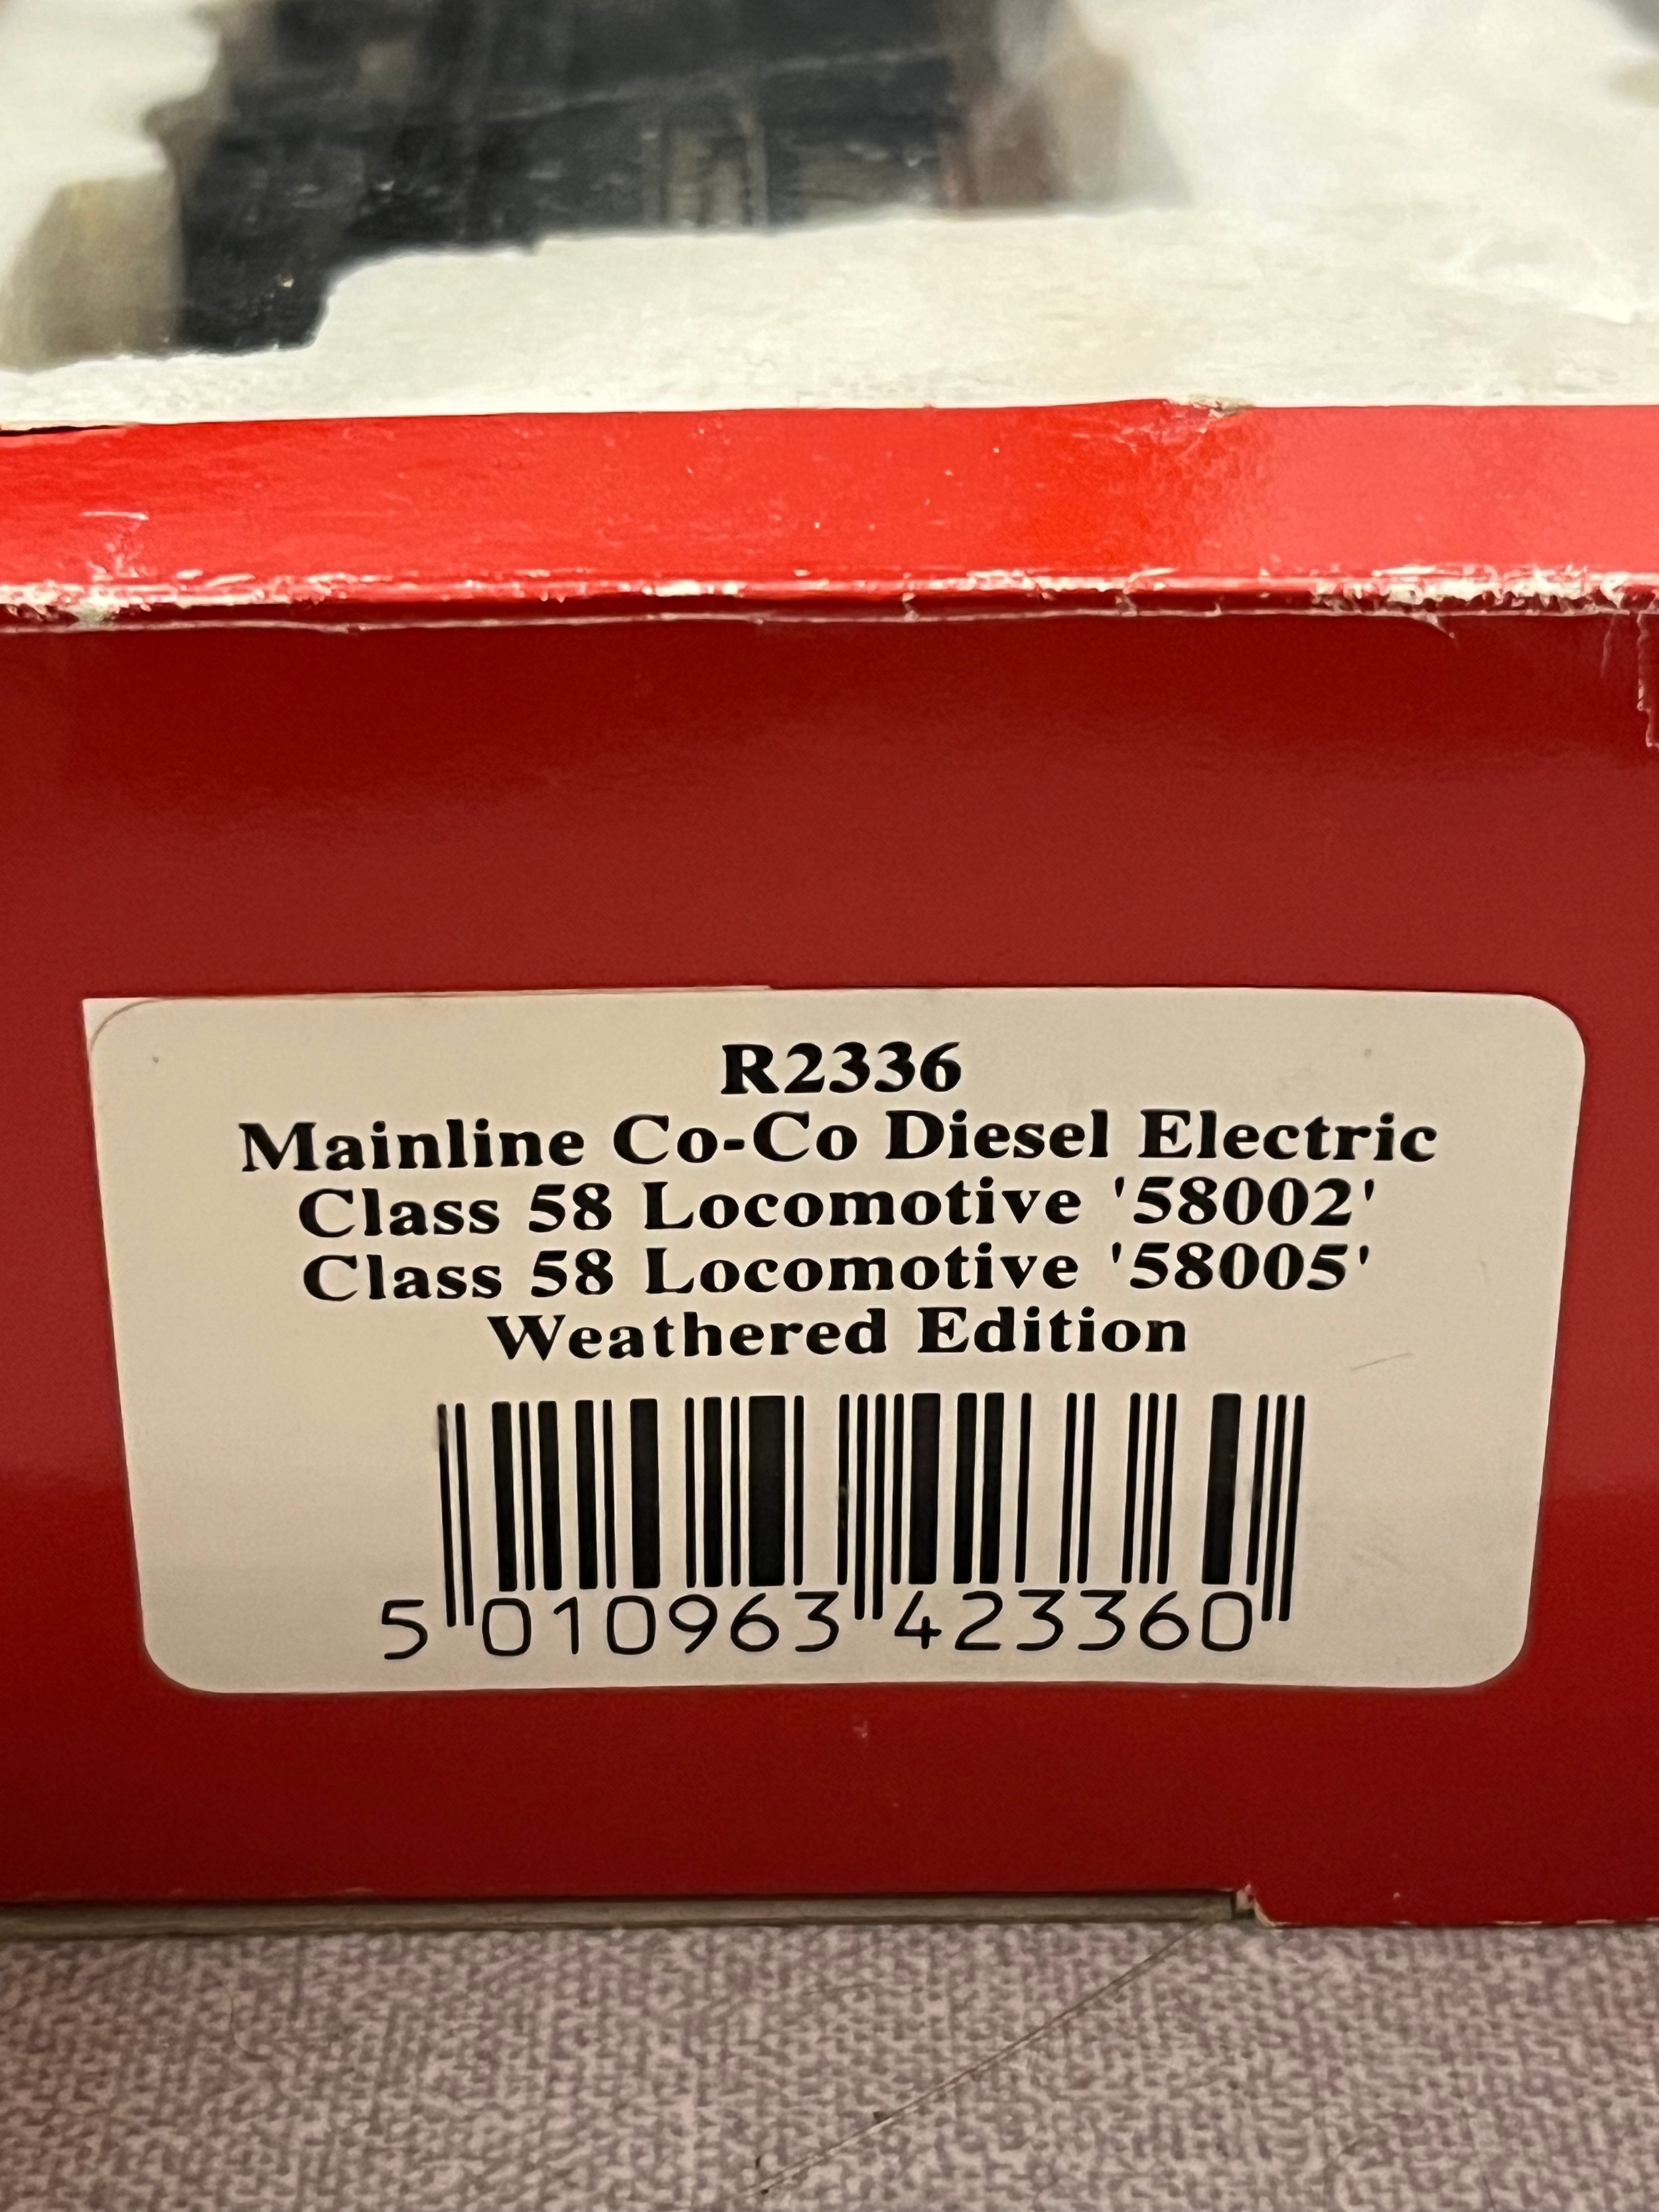 R2336
Mainline Co-Co Diesel Electric
Class 58 Locomotive '58002'
Class 58 Locomotive '58005'
Weathered Edition
5 010963 423360